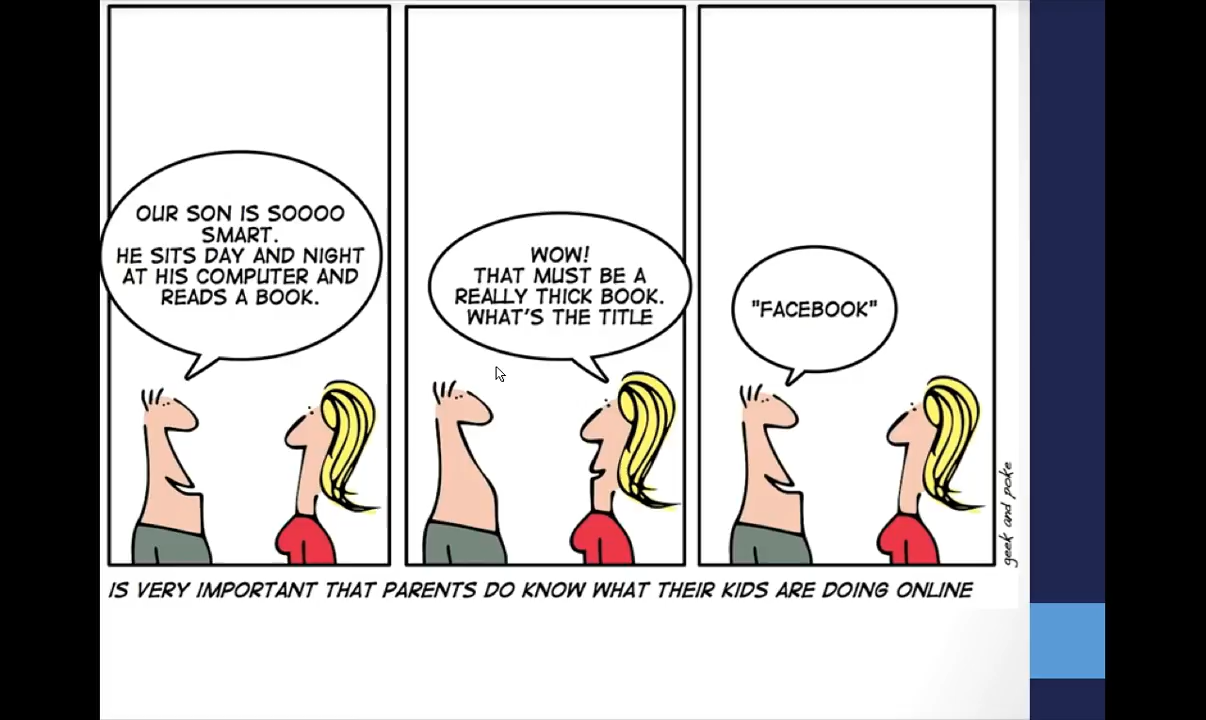 OUR SON IS SOOOO
SMART.
HE SITS DAY AND NIGHT
AT HIS COMPUTER AND
READS A BOOK.
WOW!
THAT MUST BE A
REALLY THICK BOOK.
WHAT'S THE TITLE
"FACEBOOK"
geek and poke
IS VERY IMPORTANT THAT PARENTS DO KNOW WHAT THEIR KIDS ARE DOING ONLINE